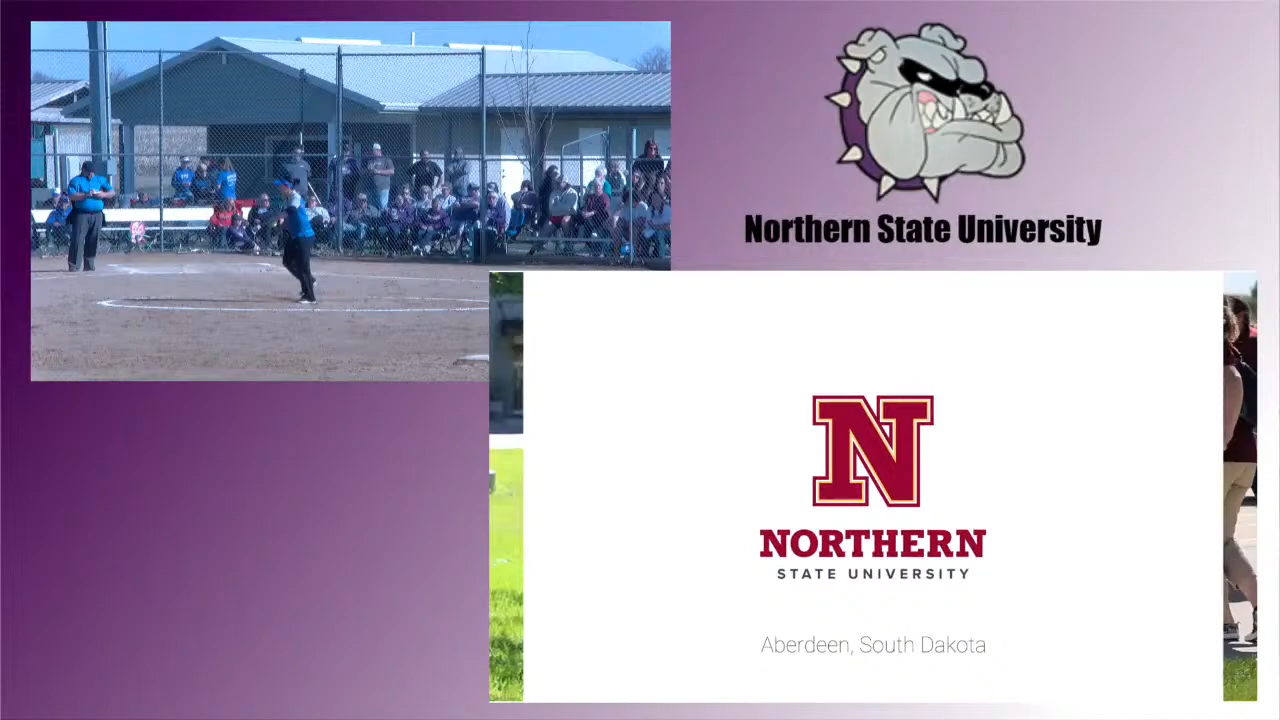 Northern State University
N
NORTHERN
STATE UNIVERSITY
Aberdeen, South Dakota